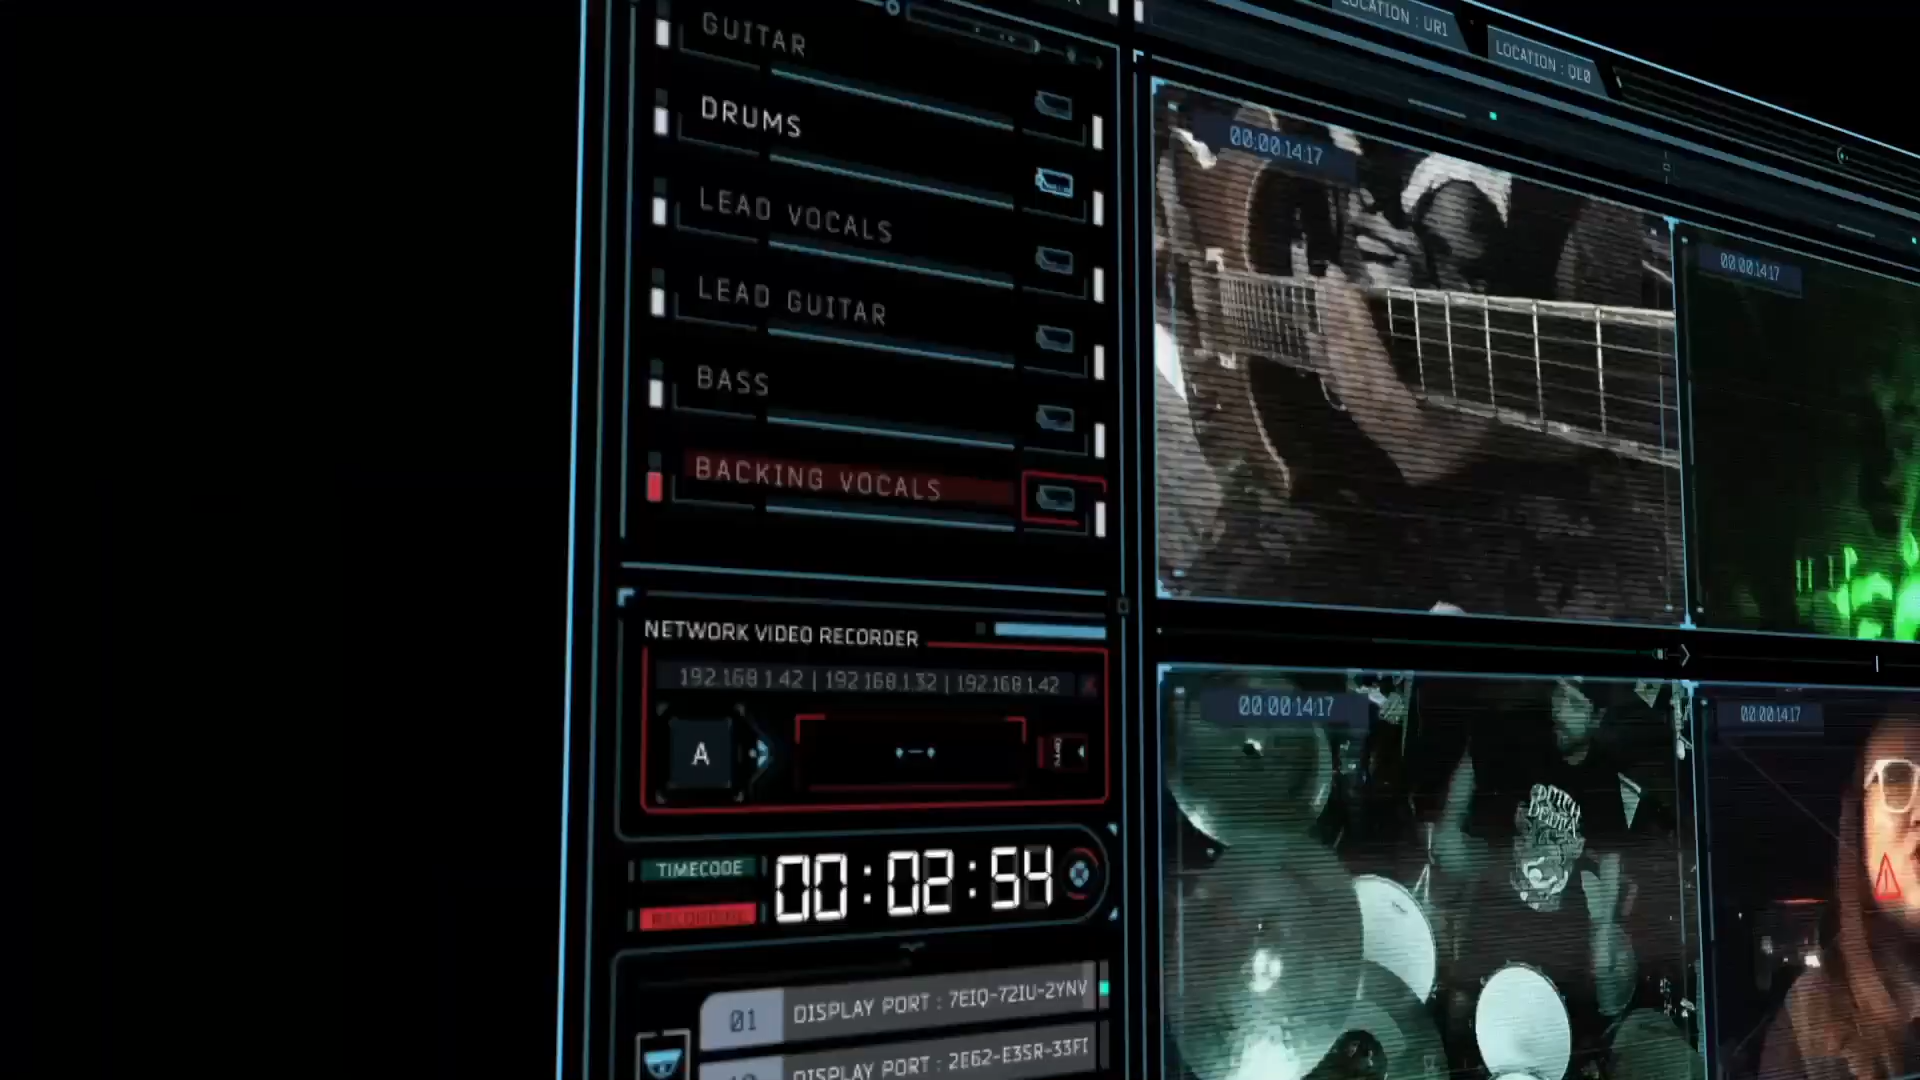 GUITAR
DRUMS
LEAD VOCALS
LEAD GUITAR
BASS
BACKING VOCALS
NETWORK VIDEO RECORDER
192.168.1.42 | 192.168.1.32 | 192.168.1.42
A
TIMECODE
00:02:54
RECORDING
01 DISPLAY PORT : 7EIQ-72IU-2YNV
DISPLAY PORT : 2E62-E3SR-33FI
LOCATION : UR1
LOCATION : QE0
00:00:14:17
00:00:14:17
00:00:14:17
00:00:14:17